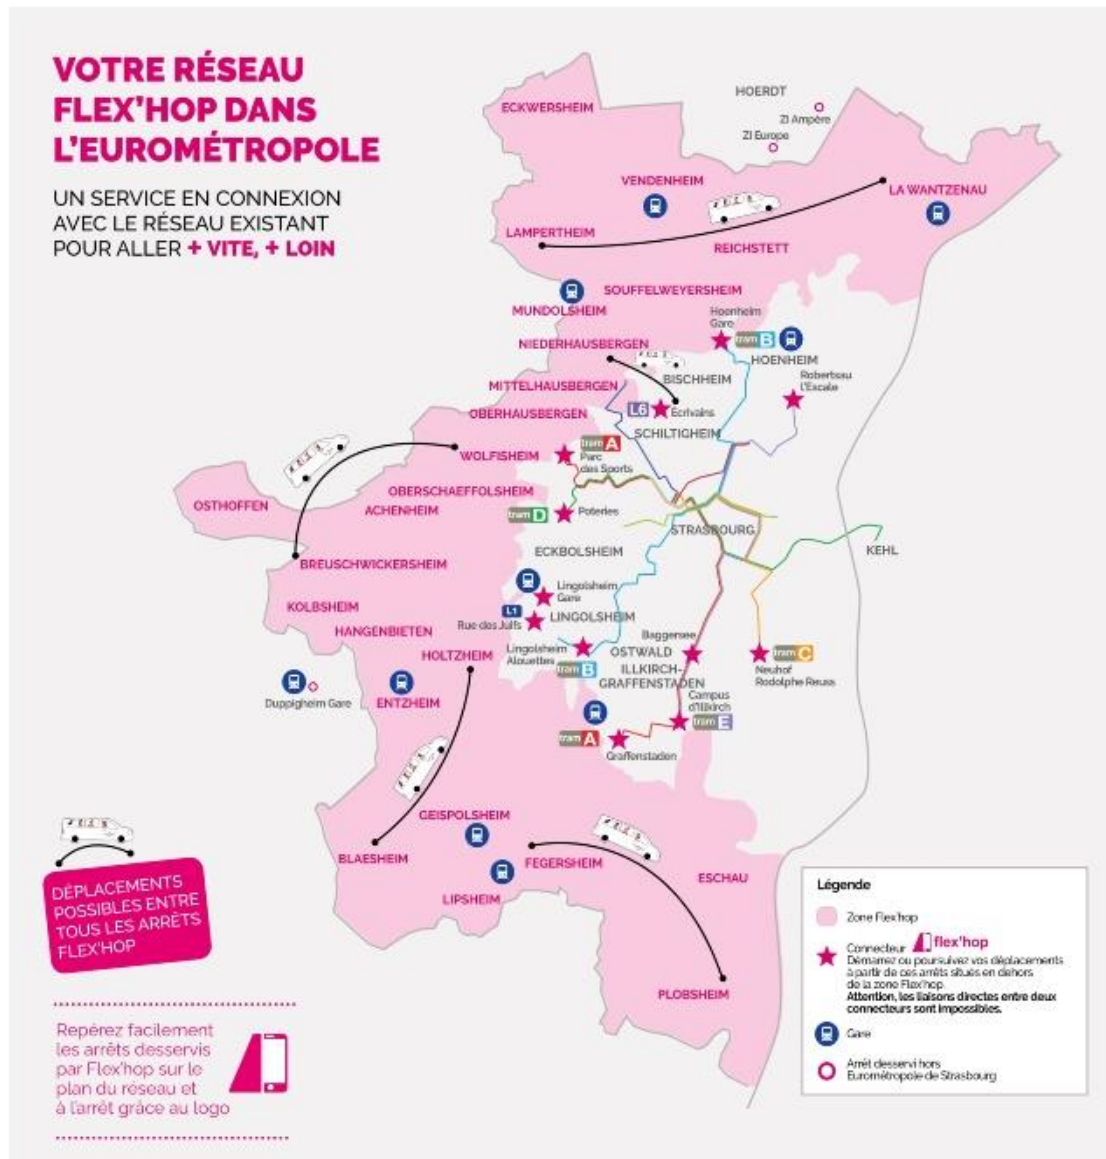 VOTRE RÉSEAU
FLEX'HOP DANS
L'EUROMÉTROPOLE
UN SERVICE EN CONNEXION
AVEC LE RÉSEAU EXISTANT
POUR ALLER + VITE, + LOIN
ECKWERSHEIM
HOERDT
ZI Ampère
ZI Europe
VENDENHEIM
LA WANTZENAU
LAMPERTHEIM
REICHSTETT
SOUFFELWEYERSHEIM
MUNDOLSHEIM
Hoenheim
Gare
tram B
NIEDERHAUSBERGEN
HOENHEIM
BISCHHEIM
Robertsau
l'Escale
MITTELHAUSBERGEN
L6
Ecrivains
OBERHAUSBERGEN
SCHILTIGHEIM
tram A
Parc
des Sports
WOLFISHEIM
OBERSCHAEFFOLSHEIM
OSTHOFFEN
ACHENHEIM
tram D
Poteries
STRASBOURG
KEHL
ECKBOLSHEIM
BREUSCHWICKERSHEIM
Lingolsheim
Gare
KOLBSHEIM
L1
Rue des Juifs
LINGOLSHEIM
HANGENBIETEN
Baggersee
HOLTZHEIM
Lingolsheim
Alouettes
tram B
OSTWALD
ILLKIRCH-
GRAFFENSTADEN
tram C
Neuhof
Rodolphe Reuss
Duppigheim Gare
ENTZHEIM
Campus
d'Illkirch
tram E
tram A
Graffenstaden
GEISPOLSHEIM
BLAESHEIM
FEGERSHEIM
ESCHAU
LIPSHEIM
PLOBSHEIM
DÉPLACEMENTS
POSSIBLES ENTRE
TOUS LES ARRÊTS
FLEX'HOP
Repérez facilement
les arrêts desservis
par Flex'hop sur le
plan du réseau et
à l'arrêt grâce au logo
Légende
Zone Flex'hop
Connecteur flex'hop
Démarrez ou poursuivez vos déplacements
à partir de ces arrêts situés en dehors
de la zone Flex'hop.
Attention, les liaisons directes entre deux
connecteurs sont impossibles.
Gare
Arrêt desservi hors
Eurométropole de Strasbourg